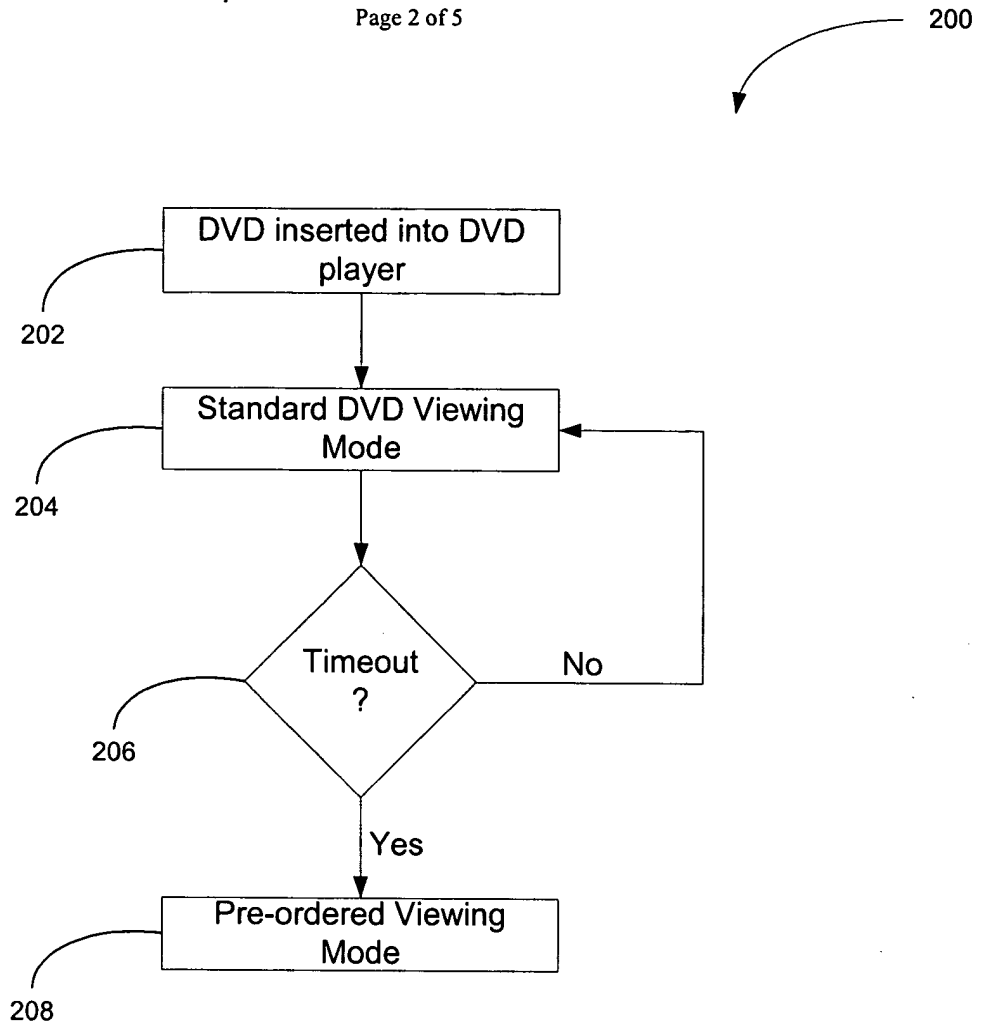 Page 2 of 5
200
DVD inserted into DVD
player
202
Standard DVD Viewing
Mode
204
Timeout
?
No
206
Yes
Pre-ordered Viewing
Mode
208